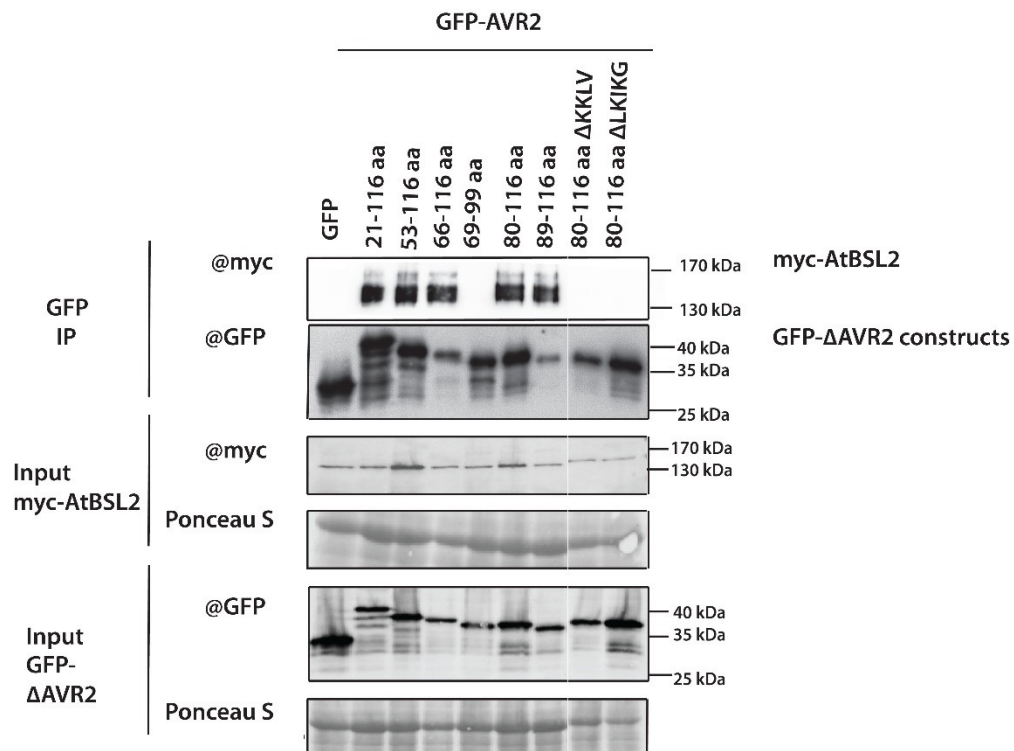 GFP-AVR2
GFP
21-116 aa
53-116 aa
66-116 aa
69-99 aa
80-116 aa
89-116 aa
80-116 aa ΔKKLV
80-116 aa ΔLKIKG
GFP
IP
@myc
170 kDa
130 kDa
myc-AtBSL2
@GFP
40 kDa
35 kDa
25 kDa
GFP-ΔAVR2 constructs
Input
myc-AtBSL2
@myc
170 kDa
130 kDa
Ponceau S
Input
GFP-
ΔAVR2
@GFP
40 kDa
35 kDa
25 kDa
Ponceau S